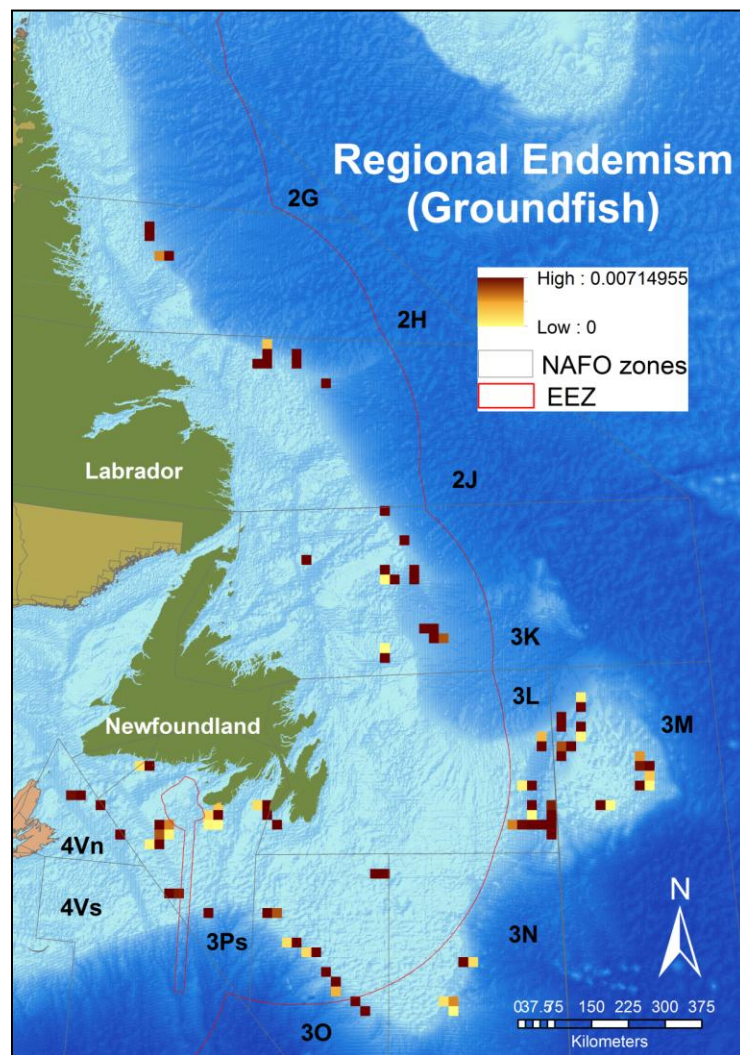 Regional Endemism
(Groundfish)
2G
High : 0.00714955
Low : 0
2H
NAFO zones
EEZ
Labrador
2J
3K
3L
3M
Newfoundland
4Vn
4Vs
3Ps
3N
N
3O
0 37.5 75 150 225 300 375
Kilometers